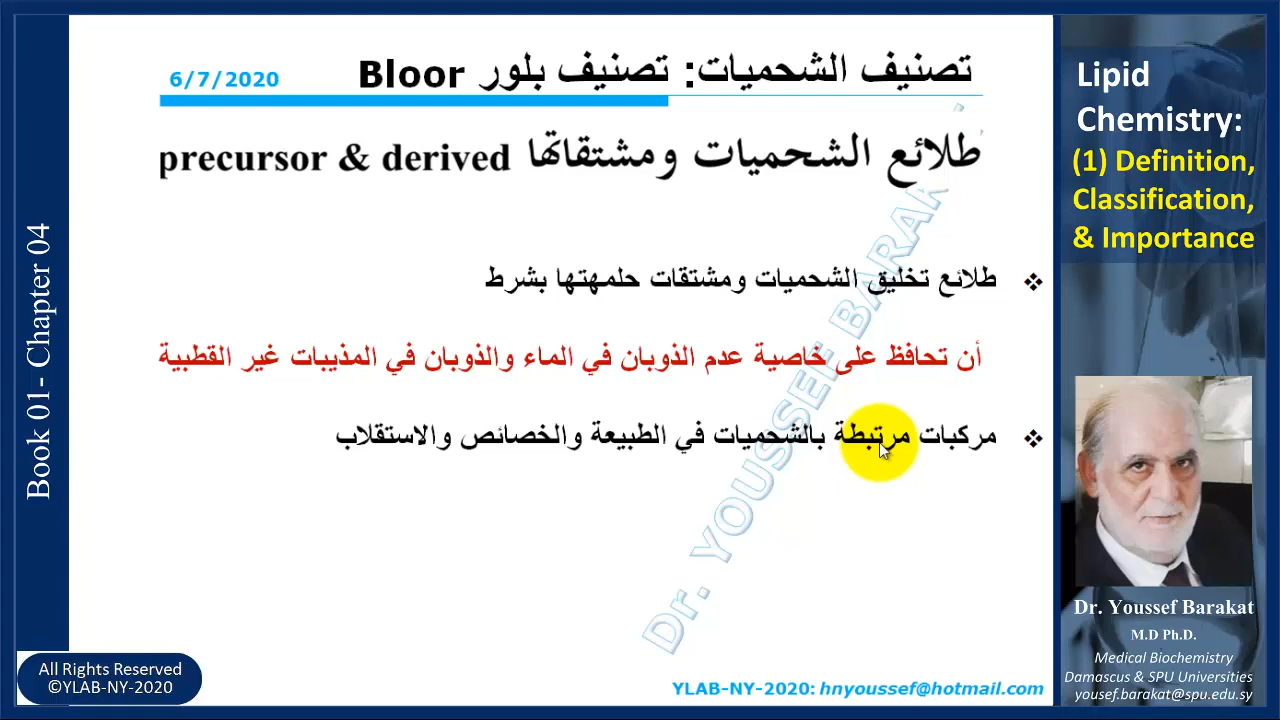 تصنيف الشحميات: تصنيف بلور Bloor
6/7/2020
طلائع الشحميات ومشتقاتها precursor & derived
❖ طلائع تخليق الشحميات ومشتقات حلمهتها بشرط
أن تحافظ على خاصية عدم الذوبان في الماء والذوبان في المذيبات غير القطبية
❖ مركبات مرتبطة بالشحميات في الطبيعة والخصائص والاستقلاب
Dr. YOUSSEF BARAK
YLAB-NY-2020: hnyoussef@hotmail.com
Book 01- Chapter 04
All Rights Reserved
©YLAB-NY-2020
Lipid
Chemistry:
(1) Definition,
Classification,
& Importance
Dr. Youssef Barakat
M.D Ph.D.
Medical Biochemistry
Damascus & SPU Universities
yousef.barakat@spu.edu.sy